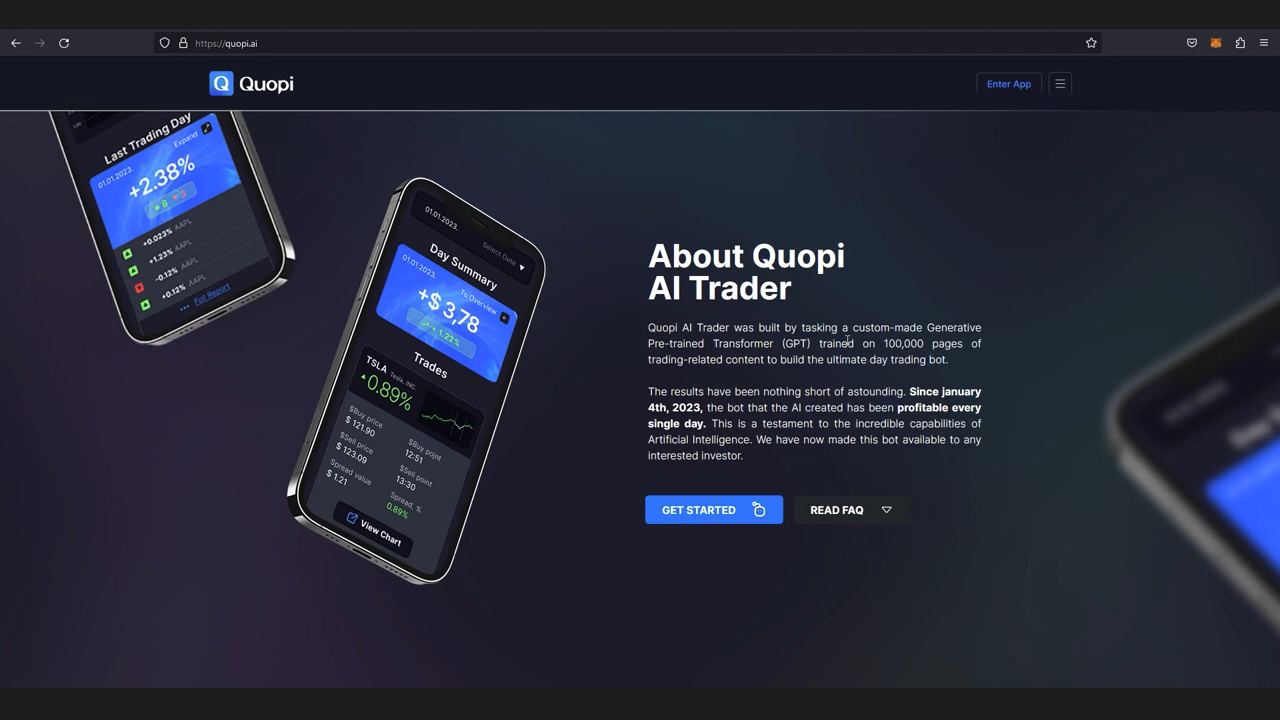 https://quopi.ai
Q Quopi
Enter App
Last Trading Day
01.01.2023.
Expand
+2.38%
8
+0.023% AAPL
+1.23% AAPL
-0.12% AAPL
+0.12% AAPL
Full Report
01.01.2023.
Select Date
Day Summary
01.01.2023.
To Overview
+$ 3,78
+ 1.22%
Trades
TSLA Tesla, INC.
0.89%
$Buy price
$ 121.90
$Buy point
12:51
$Sell price
$ 123.09
$Sell point
13:30
Spread value
$ 1.21
Spread, %
0.89%
View Chart
About Quopi
AI Trader
Quopi AI Trader was built by tasking a custom-made Generative
Pre-trained Transformer (GPT) trained on 100,000 pages of
trading-related content to build the ultimate day trading bot.
The results have been nothing short of astounding. Since january
4th, 2023, the bot that the AI created has been profitable every
single day. This is a testament to the incredible capabilities of
Artificial Intelligence. We have now made this bot available to any
interested investor.
GET STARTED
READ FAQ